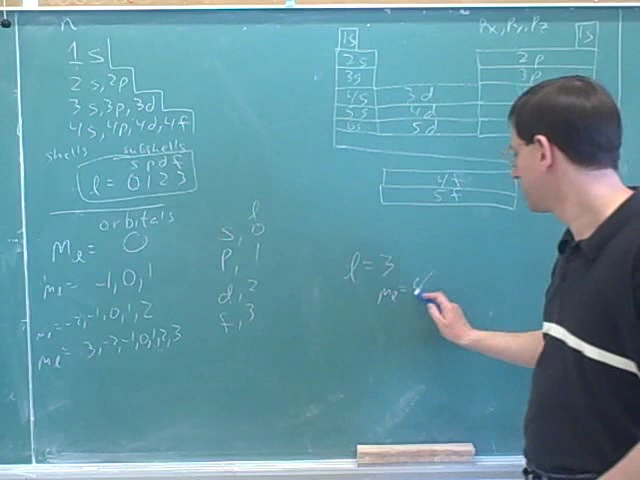 n
1s
2s, 2p
3s, 3p, 3d
4s, 4p, 4d, 4f
shells subshells
s p d f
l = 0 1 2 3
orbitals
Ml = 0
ml = -1, 0, 1
ml = -2, -1, 0, 1, 2
ml = 3, -2, -1, 0, 1, 2, 3
l
s, 0
p, 1
d, 2
f, 3
1s
2s
3s
4s 3d
5s 4d
6s 5d
Px, Py, Pz
1s
2p
3p
4f
5f
l = 3
ml =